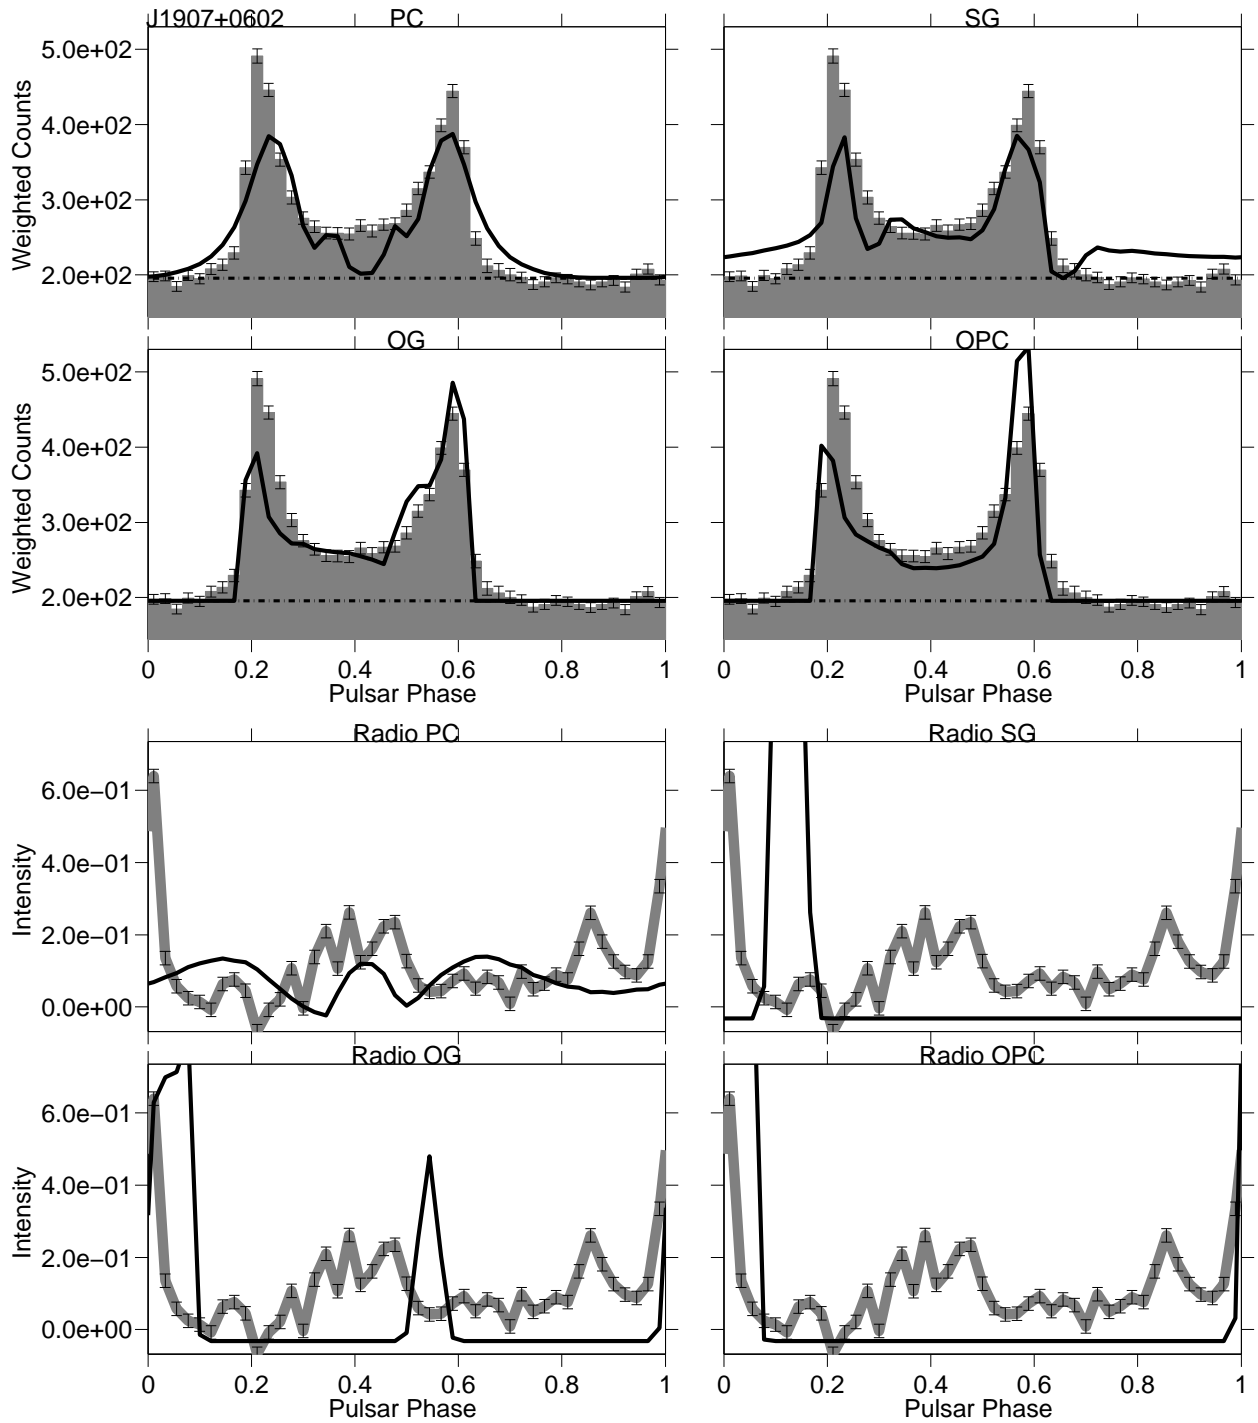 J1907+0602 PC SG
5.0e+02
4.0e+02
3.0e+02
2.0e+02
Weighted Counts
OG OPC
5.0e+02
4.0e+02
3.0e+02
2.0e+02
Weighted Counts
0 0.2 0.4 0.6 0.8 1 0 0.2 0.4 0.6 0.8 1
Pulsar Phase Pulsar Phase
Radio PC Radio SG
6.0e−01
4.0e−01
2.0e−01
0.0e+00
Intensity
Radio OG Radio OPC
6.0e−01
4.0e−01
2.0e−01
0.0e+00
Intensity
0 0.2 0.4 0.6 0.8 1 0 0.2 0.4 0.6 0.8 1
Pulsar Phase Pulsar Phase